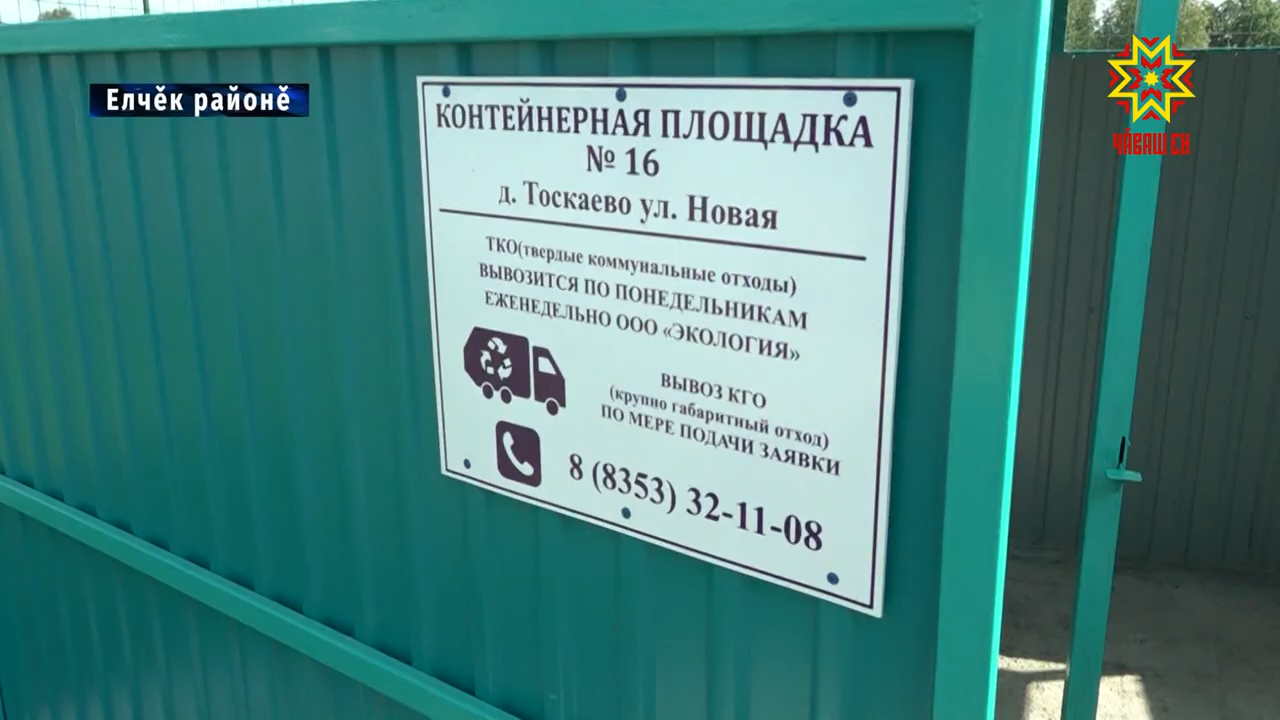 Елчӗк районӗ
ЧӐВАШ ЕН
КОНТЕЙНЕРНАЯ ПЛОЩАДКА
№ 16
д. Тоскаево ул. Новая
ТКО(твердые коммунальные отходы)
ВЫВОЗИТСЯ ПО ПОНЕДЕЛЬНИКАМ
ЕЖЕНЕДЕЛЬНО ООО «ЭКОЛОГИЯ»
ВЫВОЗ КГО
(крупно габаритный отход)
ПО МЕРЕ ПОДАЧИ ЗАЯВКИ
8 (8353) 32-11-08